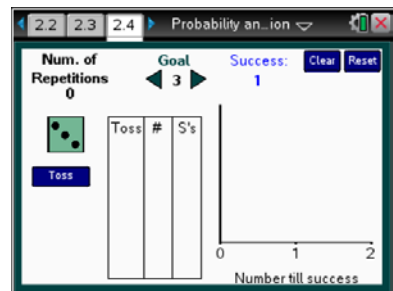 2.2 2.3 2.4 Probability an...ion
Num. of Repetitions
0
Goal
3
Success:
1
Clear Reset
Toss
Toss # S's
0 1 2
Number till success